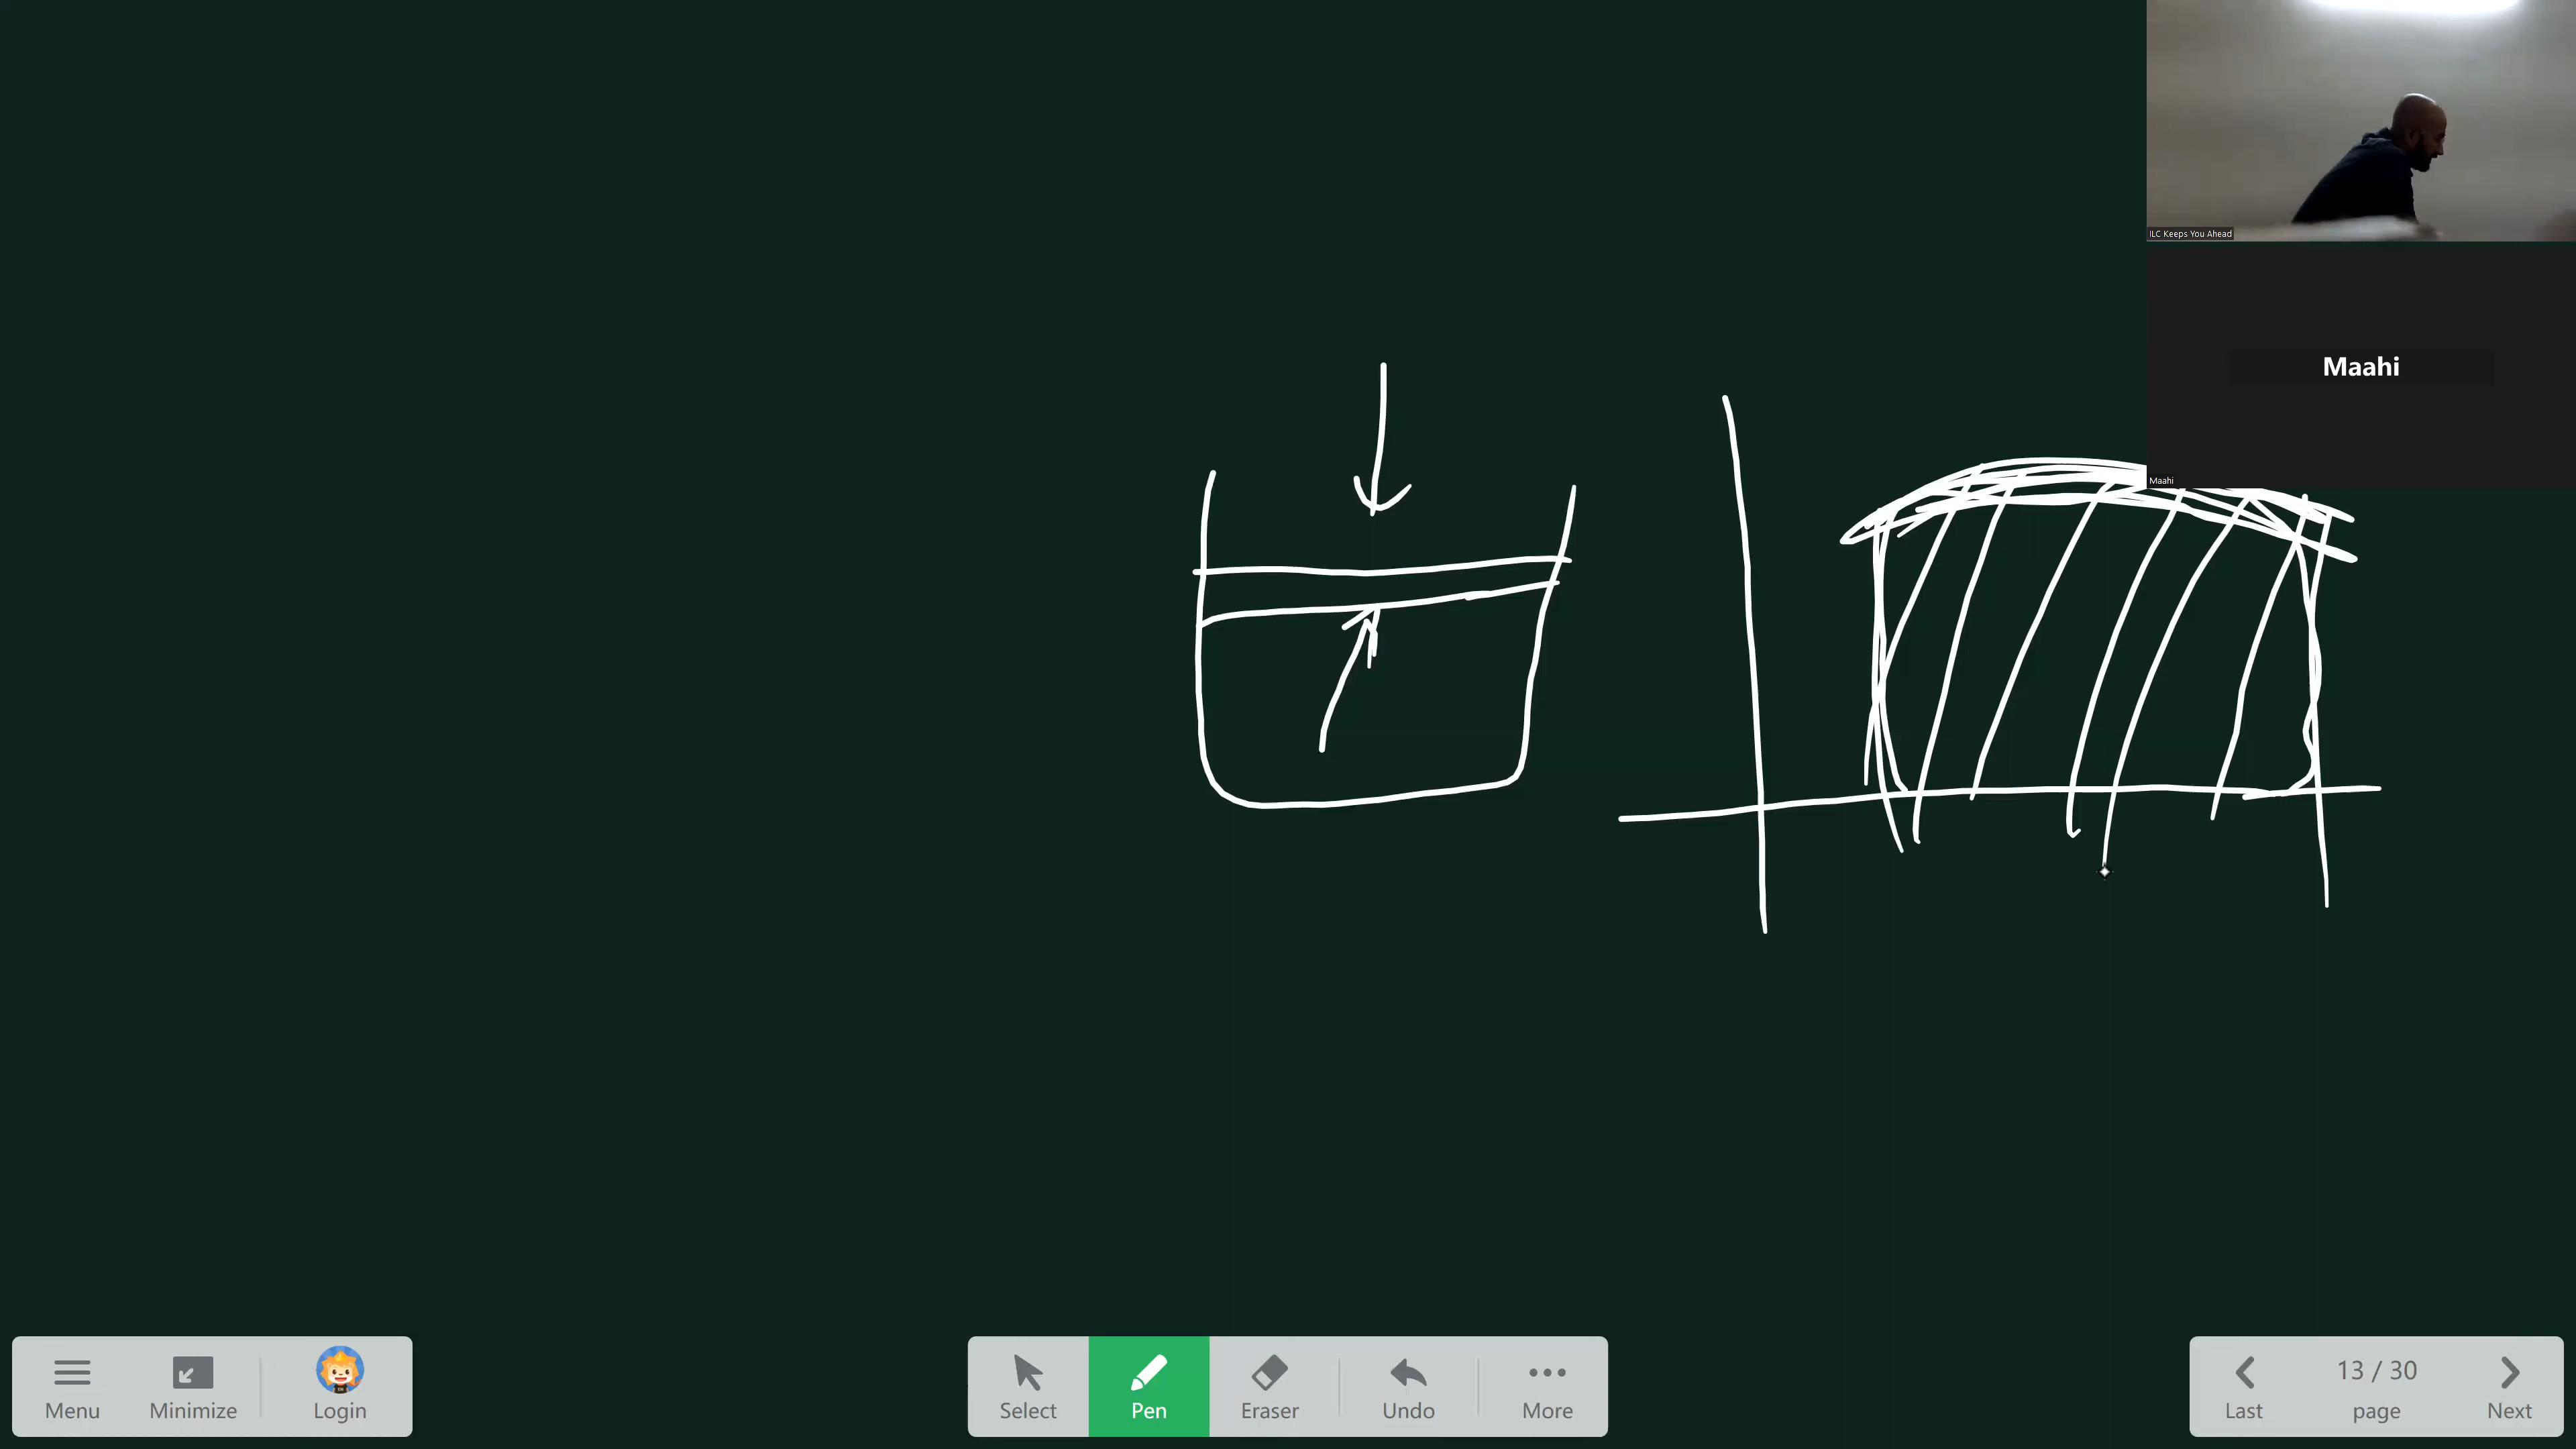 ILC Keeps You Ahead
Maahi
Maahi
Menu
Minimize
Login
Select
Pen
Eraser
Undo
More
Last
13 / 30
page
Next